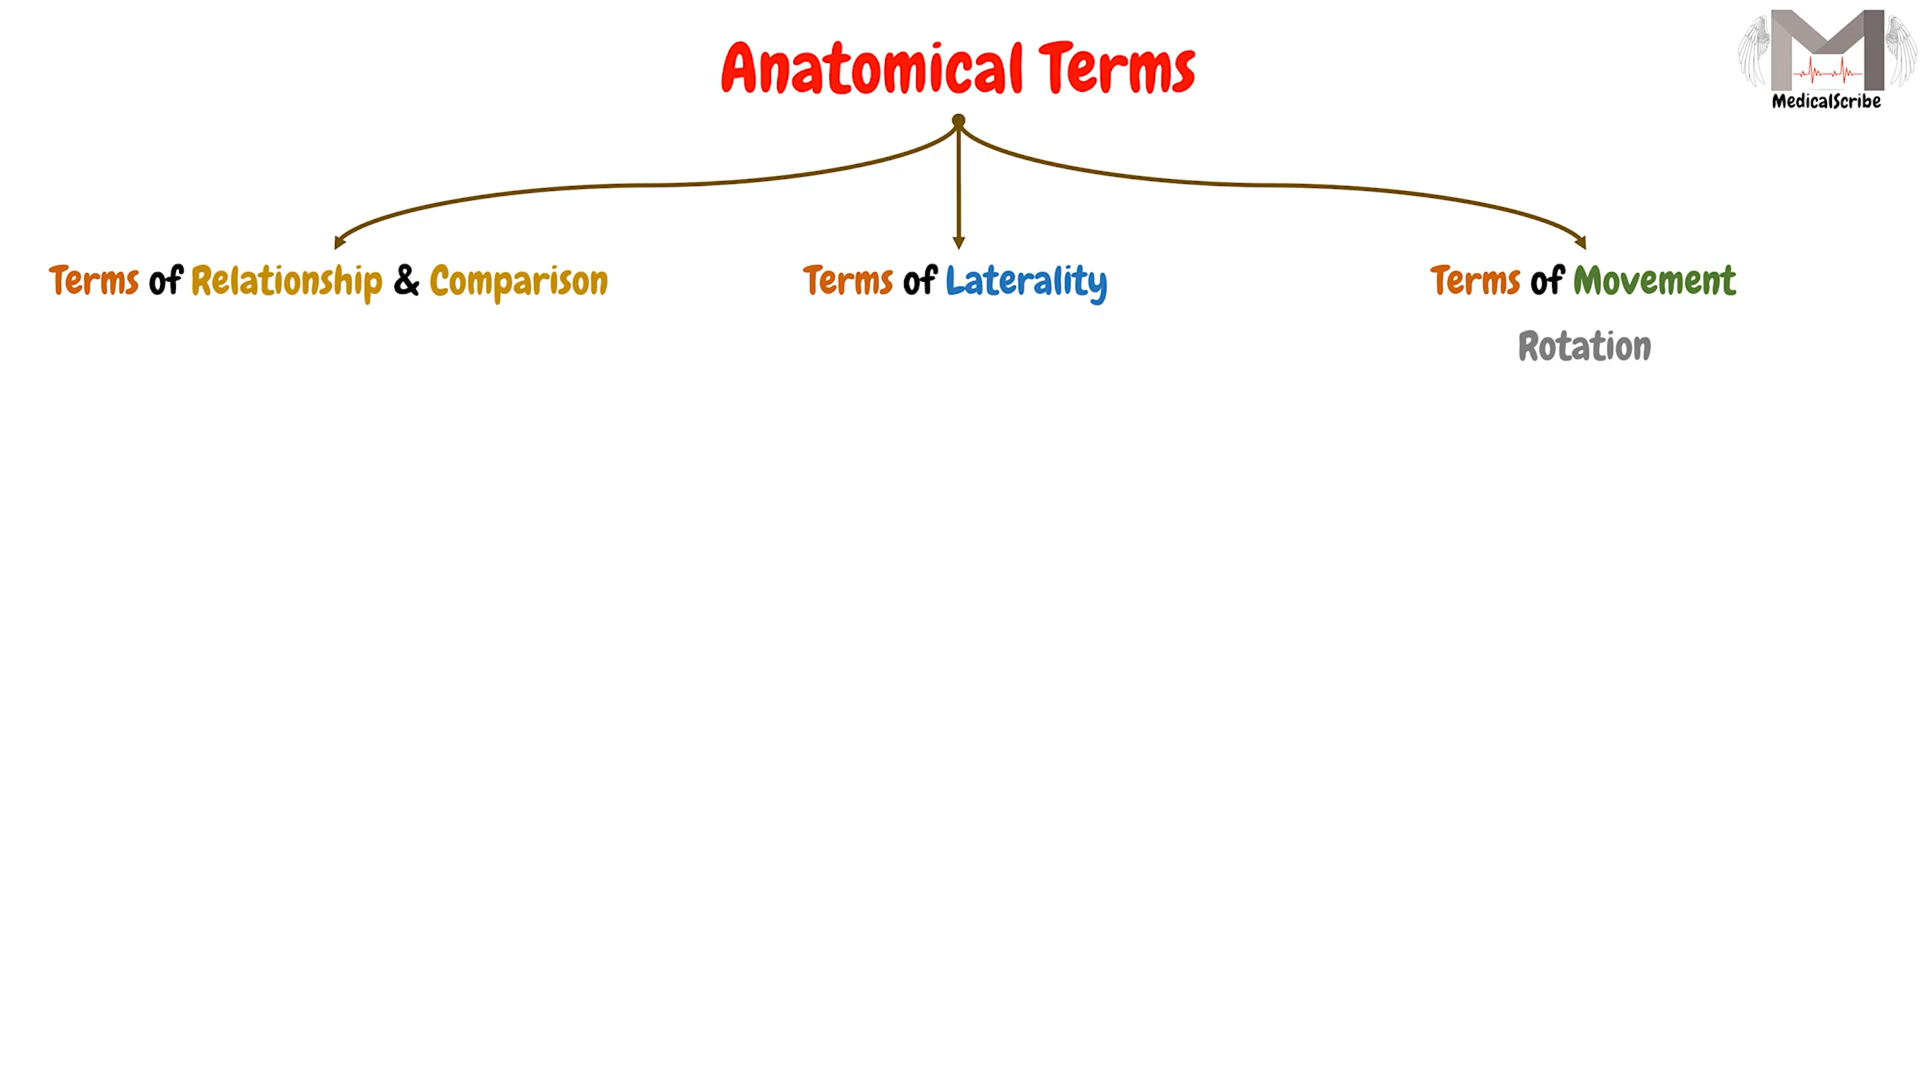 Anatomical Terms
MedicalScribe
Terms of Relationship & Comparison
Terms of Laterality
Terms of Movement
Rotation